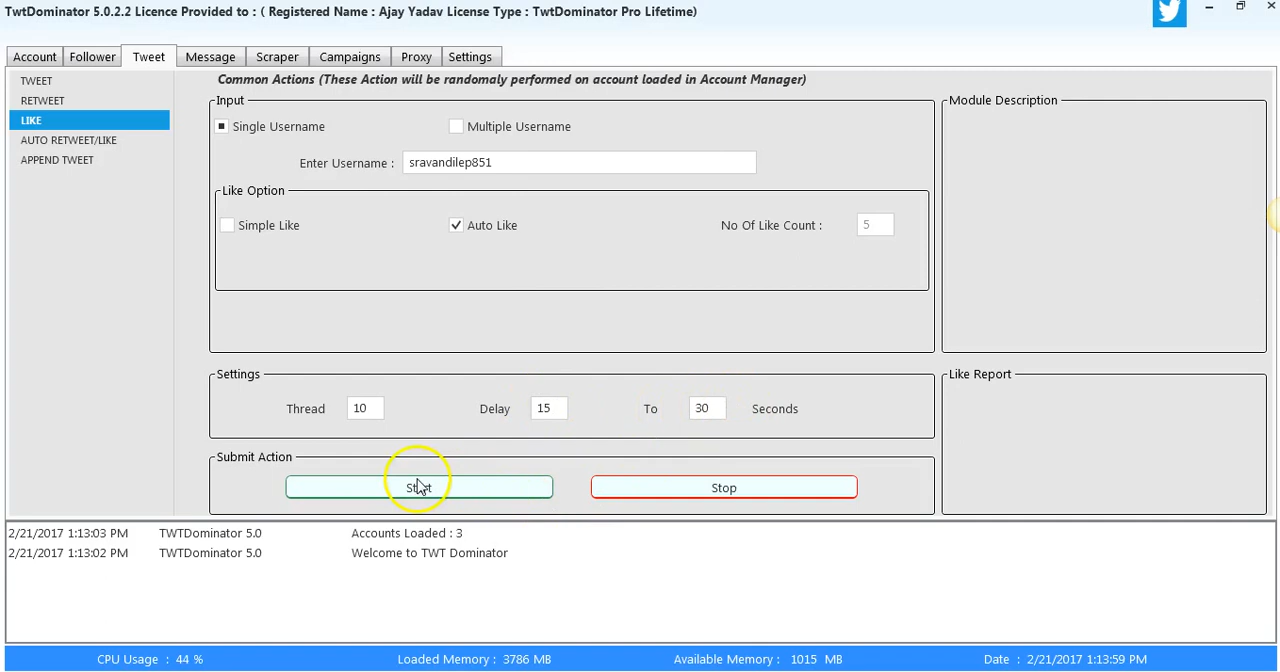 TwtDominator 5.0.2.2 Licence Provided to : ( Registered Name : Ajay Yadav License Type : TwtDominator Pro Lifetime)
Account Follower Tweet Message Scraper Campaigns Proxy Settings
TWEET
RETWEET
LIKE
AUTO RETWEET/LIKE
APPEND TWEET
Common Actions (These Action will be randomaly performed on account loaded in Account Manager)
Input
Single Username Multiple Username
Enter Username : sravandilep851
Like Option
Simple Like Auto Like No Of Like Count : 5
Settings
Thread 10 Delay 15 To 30 Seconds
Submit Action
Start Stop
Module Description
Like Report
2/21/2017 1:13:03 PM TWTDominator 5.0 Accounts Loaded : 3
2/21/2017 1:13:02 PM TWTDominator 5.0 Welcome to TWT Dominator
CPU Usage : 44 % Loaded Memory : 3786 MB Available Memory : 1015 MB Date : 2/21/2017 1:13:59 PM